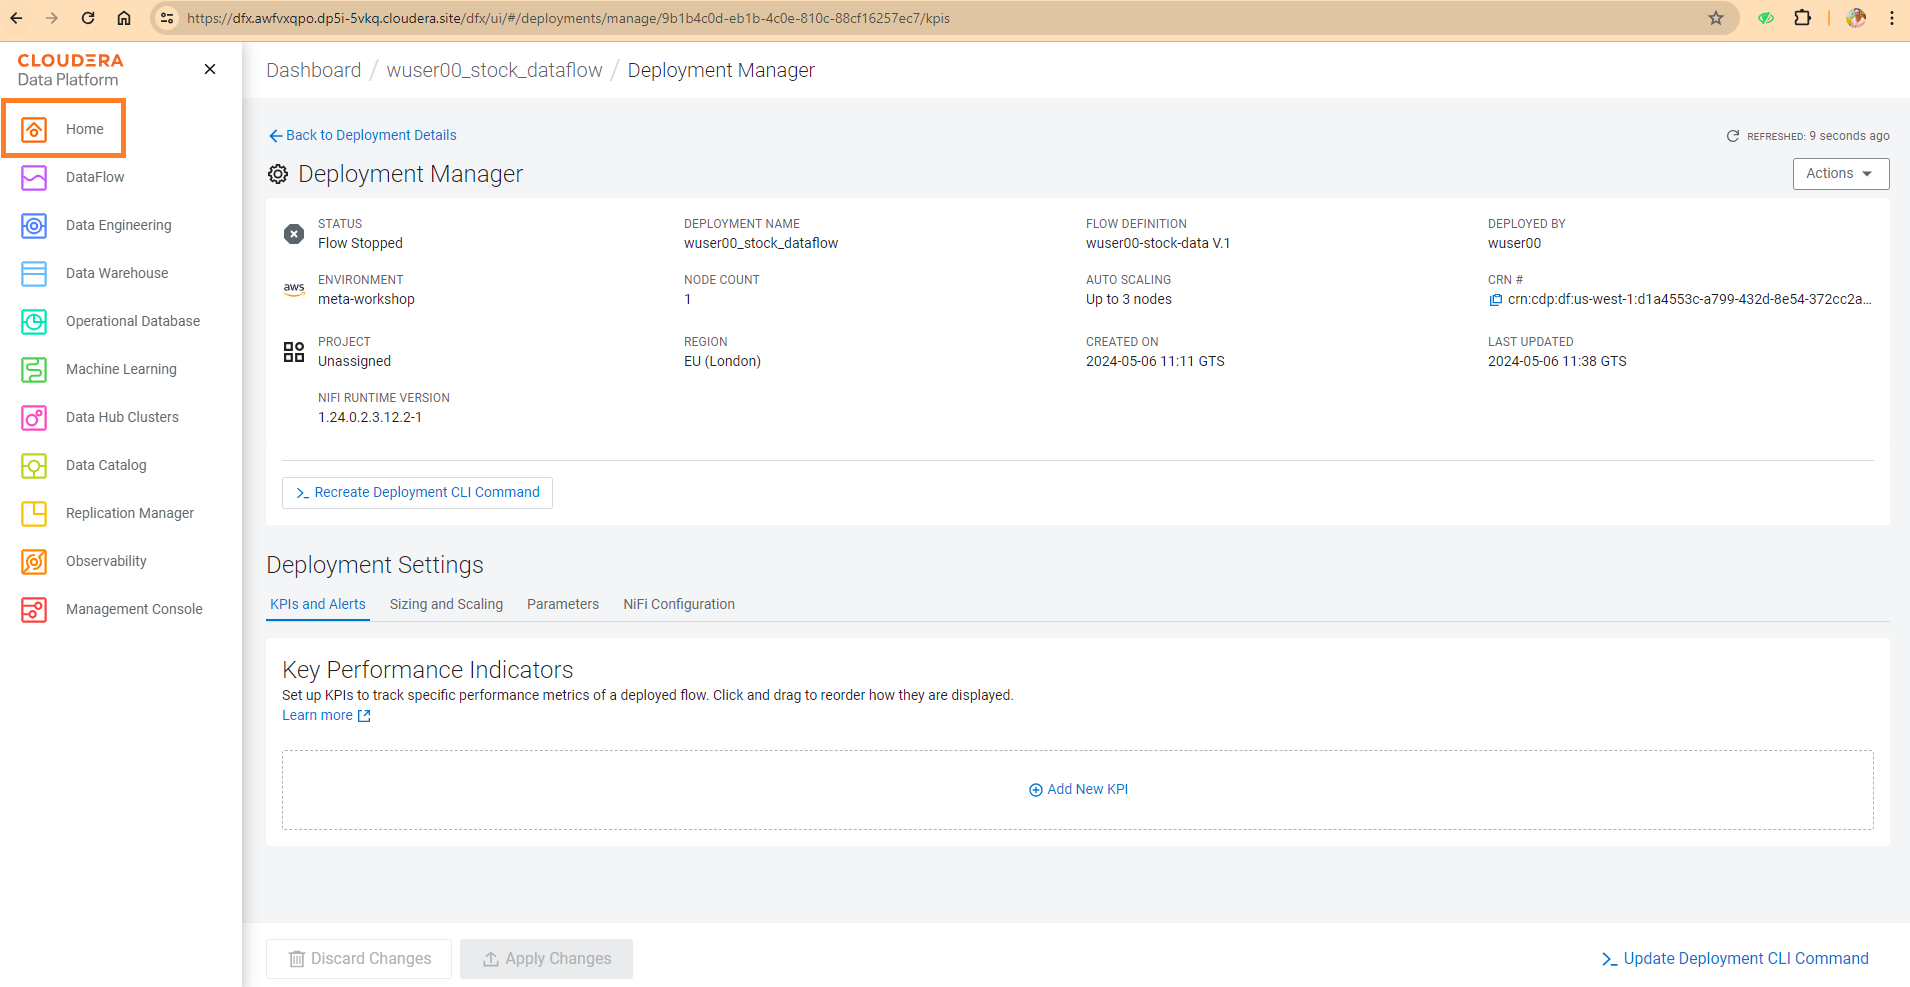 https://dfx.awfvxqpo.dp5i-5vkq.cloudera.site/dfx/ui/#/deployments/manage/9b1b4c0d-eb1b-4c0e-810c-88cf16257ec7/kpis
CLOUDERA
Data Platform
Home
DataFlow
Data Engineering
Data Warehouse
Operational Database
Machine Learning
Data Hub Clusters
Data Catalog
Replication Manager
Observability
Management Console
Dashboard / wuser00_stock_dataflow / Deployment Manager
Back to Deployment Details
REFRESHED: 9 seconds ago
Deployment Manager
Actions
STATUS
Flow Stopped
DEPLOYMENT NAME
wuser00_stock_dataflow
FLOW DEFINITION
wuser00-stock-data V.1
DEPLOYED BY
wuser00
aws
ENVIRONMENT
meta-workshop
NODE COUNT
1
AUTO SCALING
Up to 3 nodes
CRN #
crn:cdp:df:us-west-1:d1a4553c-a799-432d-8e54-372cc2a...
PROJECT
Unassigned
REGION
EU (London)
CREATED ON
2024-05-06 11:11 GTS
LAST UPDATED
2024-05-06 11:38 GTS
NIFI RUNTIME VERSION
1.24.0.2.3.12.2-1
>_ Recreate Deployment CLI Command
Deployment Settings
KPIs and Alerts
Sizing and Scaling
Parameters
NiFi Configuration
Key Performance Indicators
Set up KPIs to track specific performance metrics of a deployed flow. Click and drag to reorder how they are displayed.
Learn more
Add New KPI
Discard Changes
Apply Changes
>_ Update Deployment CLI Command